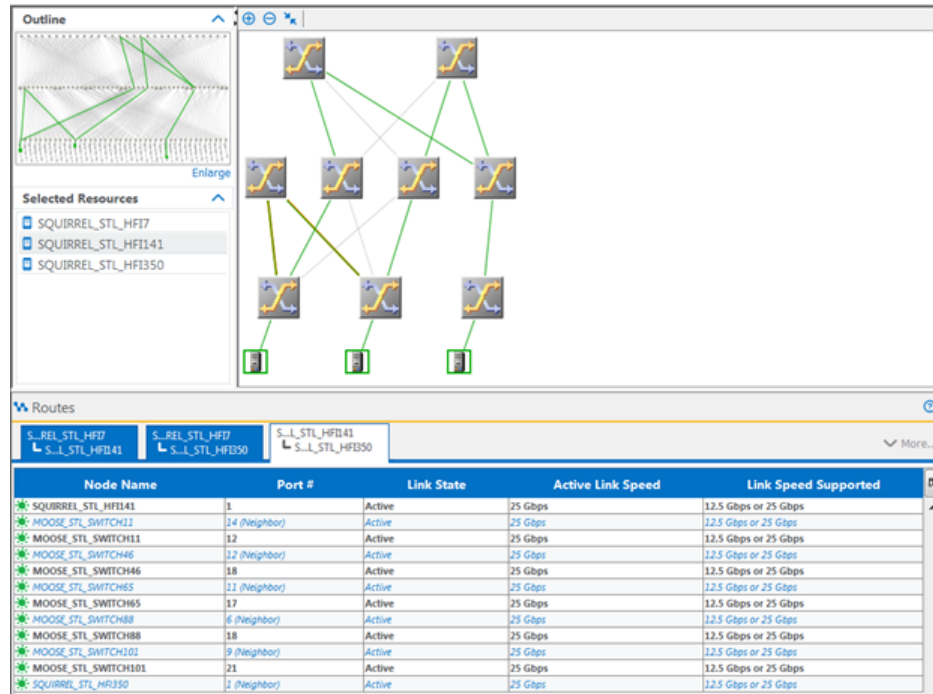 Outline
Enlarge
Selected Resources
SQUIRREL_STL_HFI7
SQUIRREL_STL_HFI141
SQUIRREL_STL_HFI350
Routes
S...REL_STL_HFI7 S...REL_STL_HFI7 S...L_STL_HFI141
S...L_STL_HFI141 S...L_STL_HFI350 S...L_STL_HFI350
More...
Node Name Port # Link State Active Link Speed Link Speed Supported
SQUIRREL_STL_HFI141 1 Active 25 Gbps 12.5 Gbps or 25 Gbps
MOOSE_STL_SWITCH11 14 (Neighbor) Active 25 Gbps 12.5 Gbps or 25 Gbps
MOOSE_STL_SWITCH11 12 Active 25 Gbps 12.5 Gbps or 25 Gbps
MOOSE_STL_SWITCH46 12 (Neighbor) Active 25 Gbps 12.5 Gbps or 25 Gbps
MOOSE_STL_SWITCH46 18 Active 25 Gbps 12.5 Gbps or 25 Gbps
MOOSE_STL_SWITCH65 11 (Neighbor) Active 25 Gbps 12.5 Gbps or 25 Gbps
MOOSE_STL_SWITCH65 17 Active 25 Gbps 12.5 Gbps or 25 Gbps
MOOSE_STL_SWITCH88 6 (Neighbor) Active 25 Gbps 12.5 Gbps or 25 Gbps
MOOSE_STL_SWITCH88 18 Active 25 Gbps 12.5 Gbps or 25 Gbps
MOOSE_STL_SWITCH101 9 (Neighbor) Active 25 Gbps 12.5 Gbps or 25 Gbps
MOOSE_STL_SWITCH101 21 Active 25 Gbps 12.5 Gbps or 25 Gbps
SQUIRREL_STL_HFI350 1 (Neighbor) Active 25 Gbps 12.5 Gbps or 25 Gbps